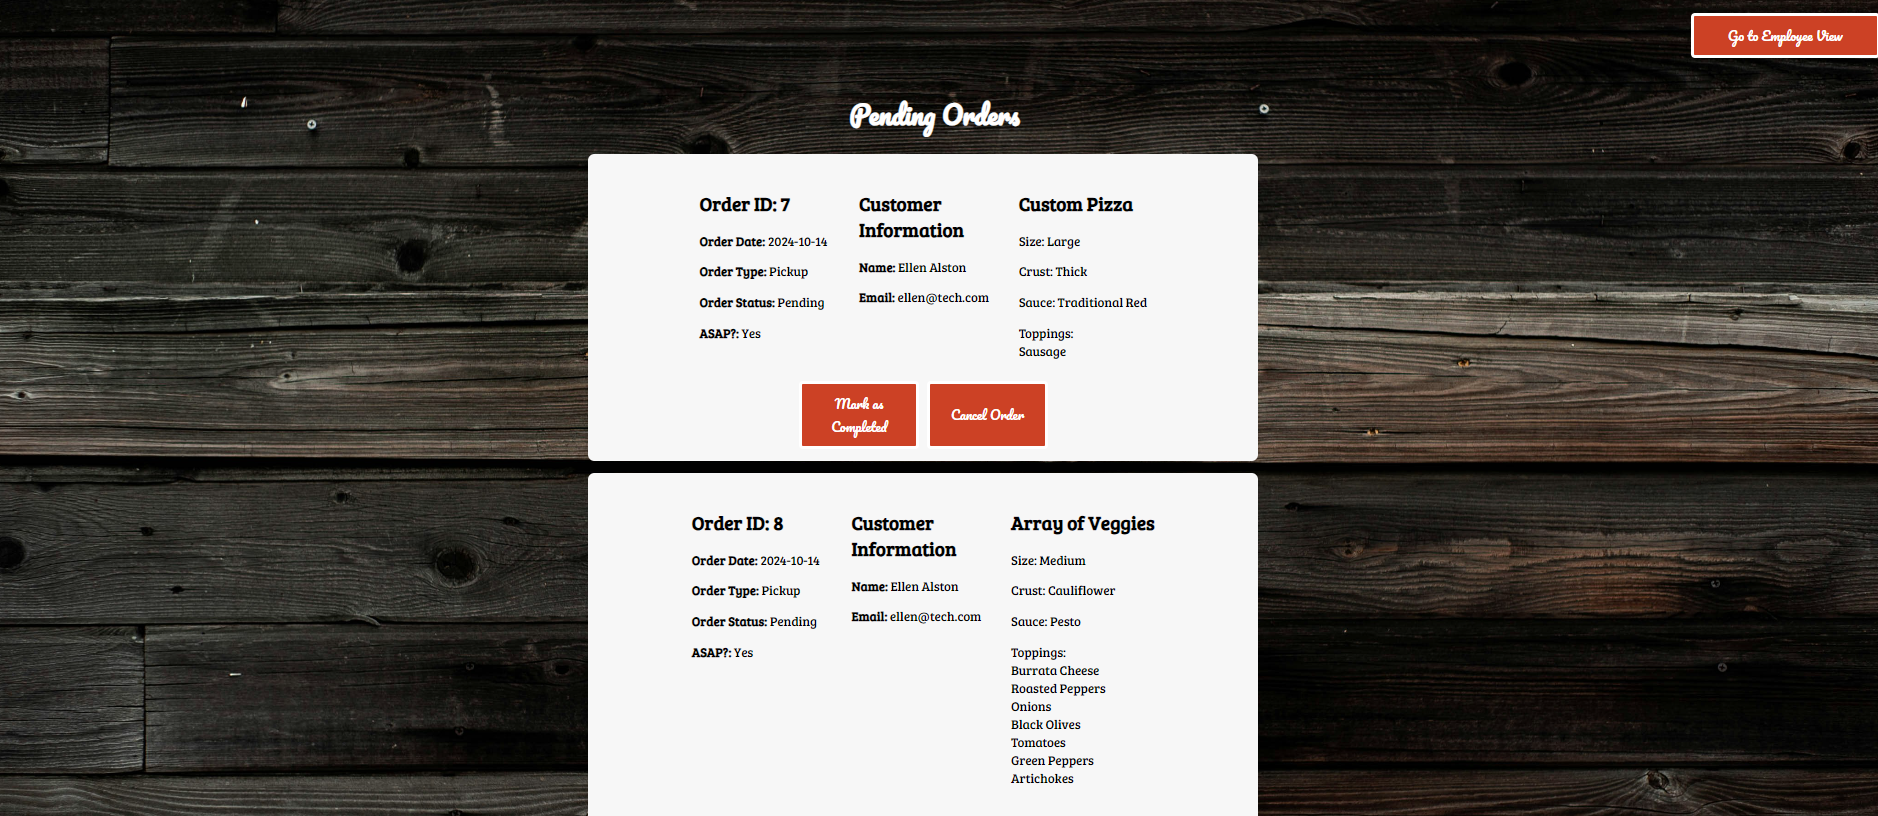 Go to Employee View
Pending Orders
Order ID: 7
Order Date: 2024-10-14
Order Type: Pickup
Order Status: Pending
ASAP?: Yes
Customer
Information
Name: Ellen Alston
Email: ellen@tech.com
Custom Pizza
Size: Large
Crust: Thick
Sauce: Traditional Red
Toppings:
Sausage
Mark as
Completed
Cancel Order
Order ID: 8
Order Date: 2024-10-14
Order Type: Pickup
Order Status: Pending
ASAP?: Yes
Customer
Information
Name: Ellen Alston
Email: ellen@tech.com
Array of Veggies
Size: Medium
Crust: Cauliflower
Sauce: Pesto
Toppings:
Burrata Cheese
Roasted Peppers
Onions
Black Olives
Tomatoes
Green Peppers
Artichokes